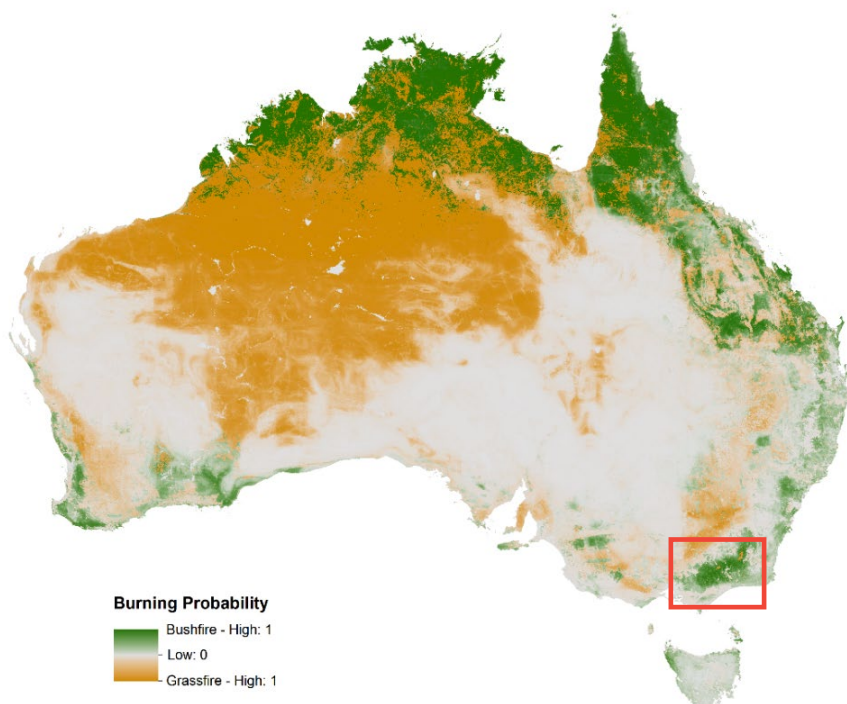 Burning Probability
Bushfire - High: 1
Low: 0
Grassfire - High: 1